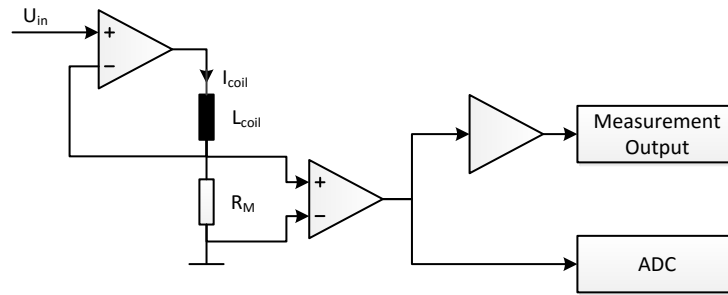 U_in
+
−
I_coil
L_coil
Measurement
Output
+
−
R_M
ADC